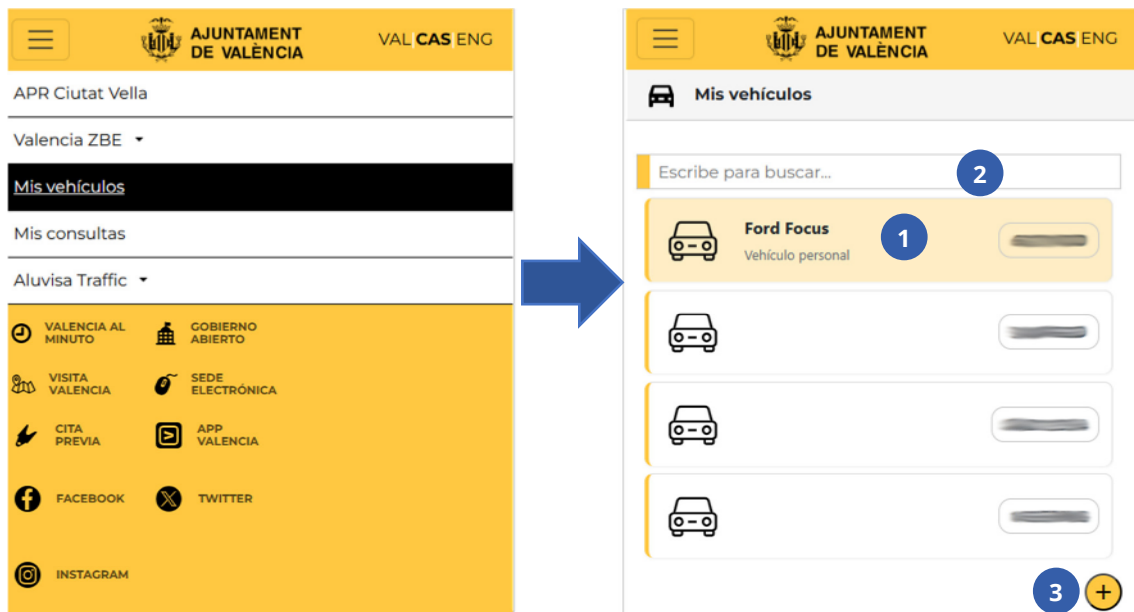 AJUNTAMENT
DE VALÈNCIA
VAL|CAS|ENG
APR Ciutat Vella
Valencia ZBE
Mis vehículos
Mis consultas
Aluvisa Traffic
VALENCIA AL
MINUTO
GOBIERNO
ABIERTO
VISITA
VALENCIA
SEDE
ELECTRÓNICA
CITA
PREVIA
APP
VALENCIA
FACEBOOK
TWITTER
INSTAGRAM
AJUNTAMENT
DE VALÈNCIA
VAL|CAS|ENG
Mis vehículos
Escribe para buscar...
2
Ford Focus
Vehículo personal
1
3
+